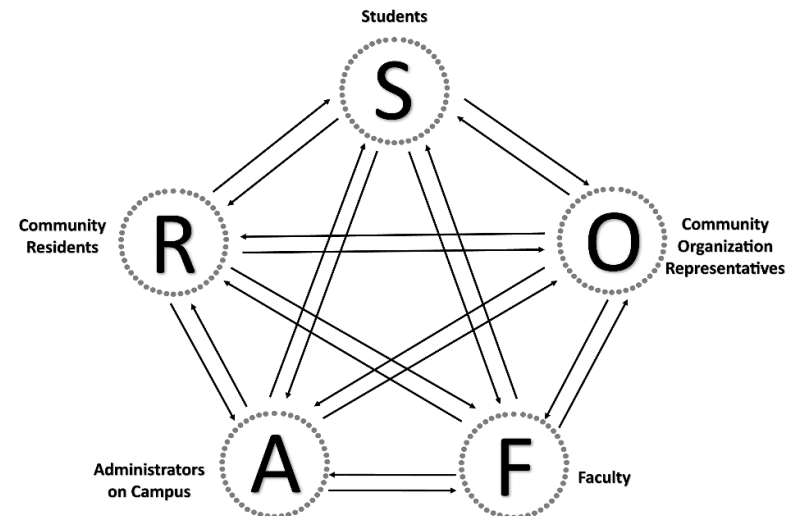 Students
S
R
Community
Residents
O
Community
Organization
Representatives
A
Administrators
on Campus
F
Faculty